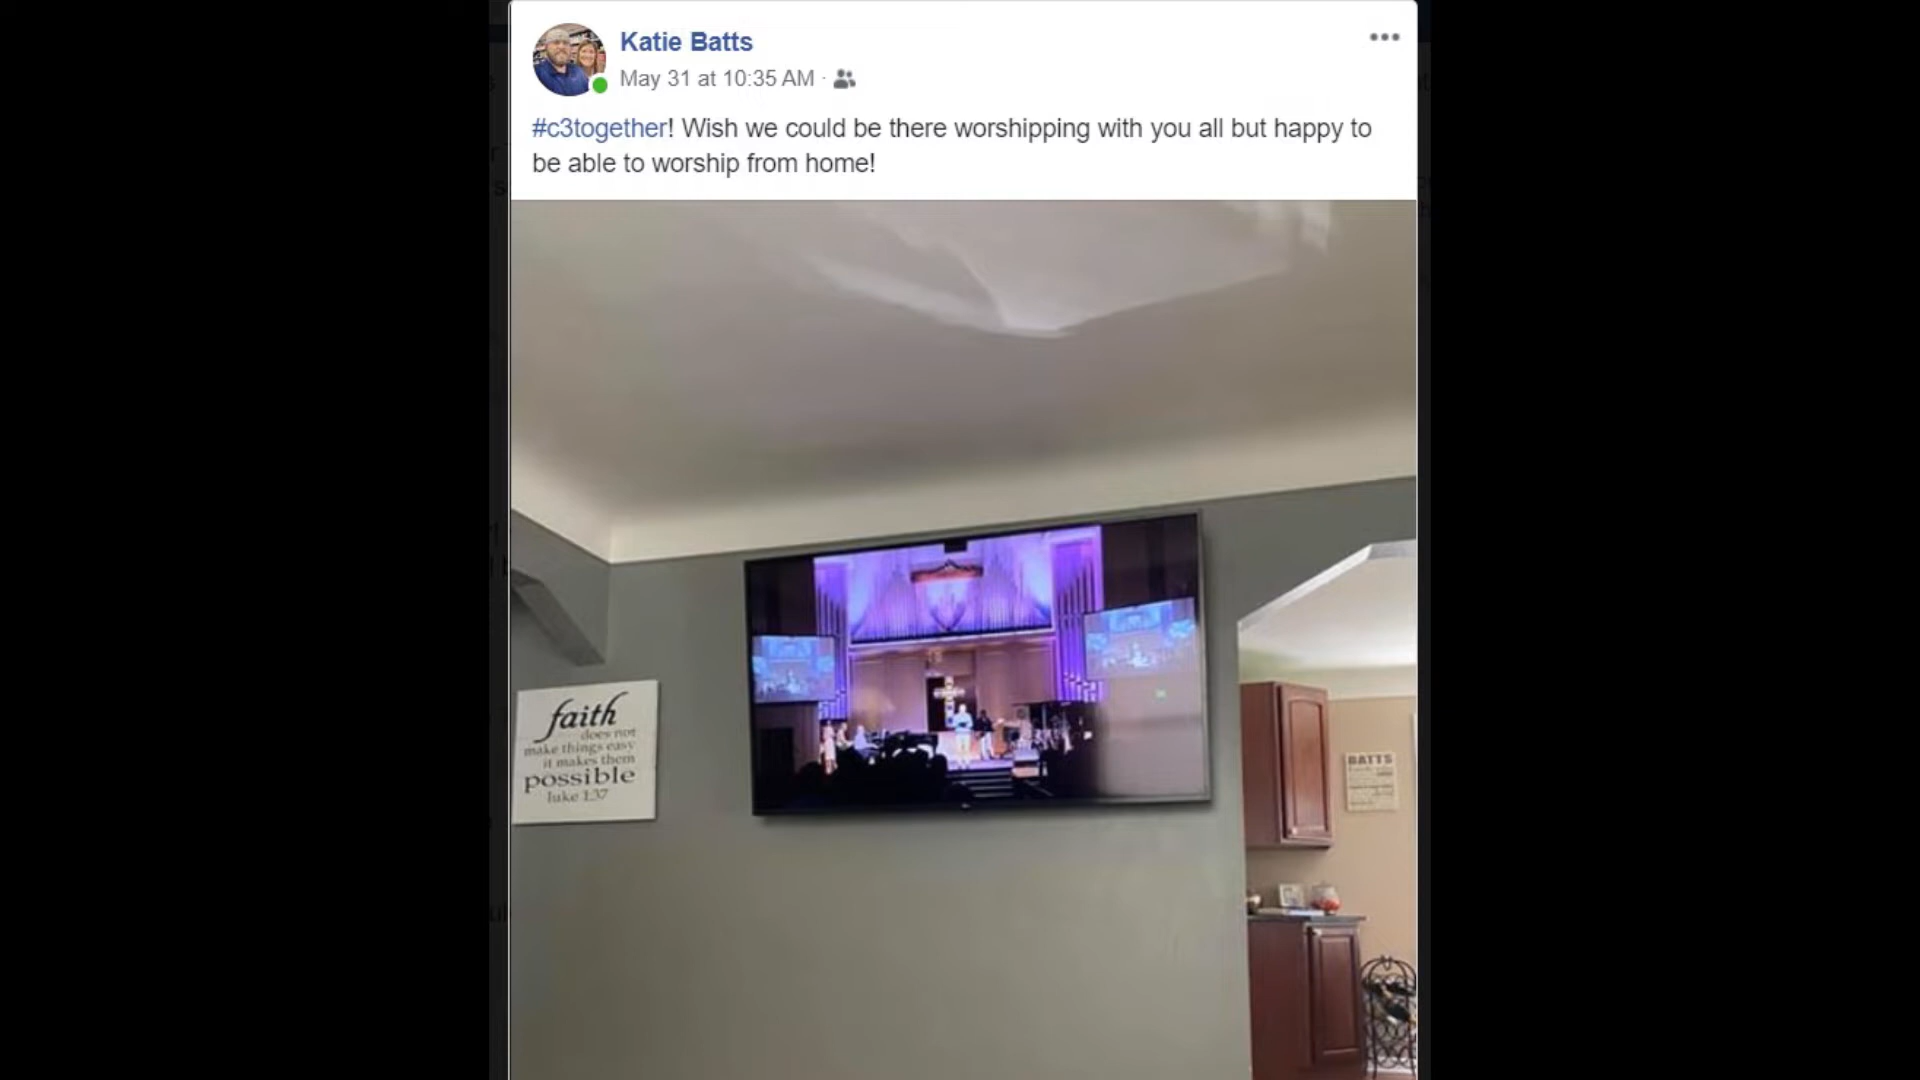 Katie Batts
May 31 at 10:35 AM ·
#c3together! Wish we could be there worshipping with you all but happy to
be able to worship from home!
faith
does not
make things easy
it makes them
possible
luke 1:37
BATTS